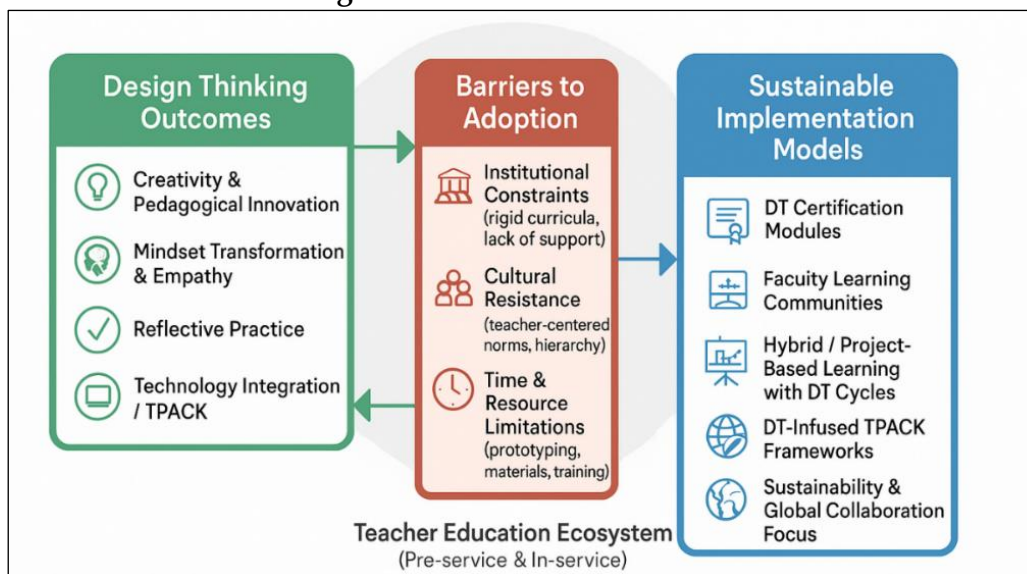 Design Thinking
Outcomes
Creativity &
Pedagogical Innovation
Mindset Transformation
& Empathy
Reflective Practice
Technology Integration
/ TPACK
Barriers to
Adoption
Institutional
Constraints
(rigid curricula,
lack of support)
Cultural
Resistance
(teacher-centered
norms, hierarchy)
Time &
Resource
Limitations
(prototyping,
materials, training)
Sustainable
Implementation
Models
DT Certification
Modules
Facuity Learning
Communities
Hybrid / Project-
Based Learning
with DT Cycles
DT-Infused TPACK
Frameworks
Sustainability &
Global Collaboration
Focus
Teacher Education Ecosystem
(Pre-service & In-service)